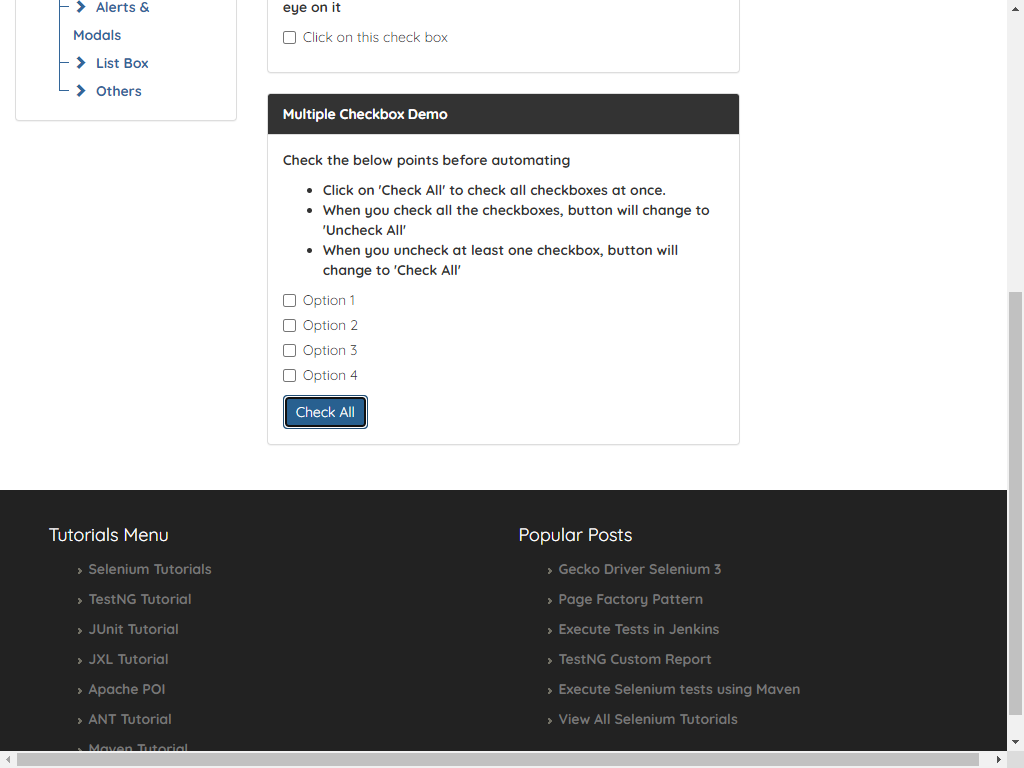 Alerts &
Modals
List Box
Others
eye on it
Click on this check box
Multiple Checkbox Demo
Check the below points before automating
Click on 'Check All' to check all checkboxes at once.
When you check all the checkboxes, button will change to
'Uncheck All'
When you uncheck at least one checkbox, button will
change to 'Check All'
Option 1
Option 2
Option 3
Option 4
Check All
Tutorials Menu
Selenium Tutorials
TestNG Tutorial
JUnit Tutorial
JXL Tutorial
Apache POI
ANT Tutorial
Maven Tutorial
Popular Posts
Gecko Driver Selenium 3
Page Factory Pattern
Execute Tests in Jenkins
TestNG Custom Report
Execute Selenium tests using Maven
View All Selenium Tutorials